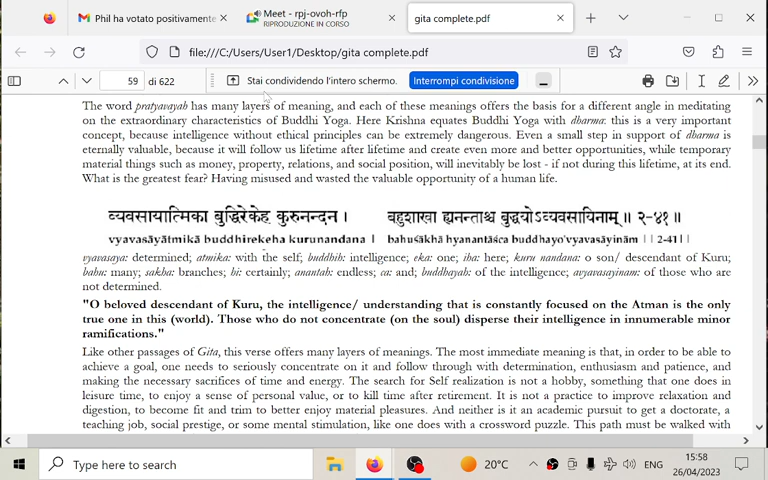 Phil ha votato positivamente
Meet - rpj-ovoh-rfp
RIPRODUZIONE IN CORSO
gita complete.pdf
file:///C:/Users/User1/Desktop/gita complete.pdf
59 di 622
Stai condividendo l'intero schermo.
Interrompi condivisione
The word pratyavayah has many layers of meaning, and each of these meanings offers the basis for a different angle in meditating
on the extraordinary characteristics of Buddhi Yoga. Here Krishna equates Buddhi Yoga with dharma: this is a very important
concept, because intelligence without ethical principles can be extremely dangerous. Even a small step in support of dharma is
eternally valuable, because it will follow us lifetime after lifetime and create even more and better opportunities, while temporary
material things such as money, property, relations, and social position, will inevitably be lost - if not during this lifetime, at its end.
What is the greatest fear? Having misused and wasted the valuable opportunity of human life.
व्यवसायात्मिका बुद्धिरेकेह कुरुनन्दन। बहुशाखा ह्यनन्ताश्च बुद्धयोऽव्यवसायिनाम्॥२-४१॥
vyavasāyātmikā buddhirekeha kurunandana | bahuśākhā hyanantāśca buddhayo'vyavasāyinām ||2-41||
vyavasaya: determined; atmika: with the self; buddhih: intelligence; eka: one; iha: here; kuru nandana: o son/ descendant of Kuru;
bahu: many; sakha: branches; hi: certainly; anantah: endless; ca: and; buddhayah: of the intelligence; avyavasayinam: of those who are
not determined.
"O beloved descendant of Kuru, the intelligence/ understanding that is constantly focused on the Atman is the only
true one in this (world). Those who do not concentrate (on the soul) disperse their intelligence in innumerable minor
ramifications."
Like other passages of Gita, this verse offers many layers of meanings. The most immediate meaning is that, in order to be able to
achieve a goal, one needs to seriously concentrate on it and follow through with determination, enthusiasm and patience, and
making the necessary sacrifices of time and energy. The search for Self realization is not a hobby, something that one does in
leisure time, to enjoy a sense of personal value, or to kill time after retirement. It is not a practice to improve relaxation and
digestion, to become fit and trim to better enjoy material pleasures. And neither is it an academic pursuit to get a doctorate, a
teaching job, social prestige, or some mental stimulation, like one does with a crossword puzzle. This path must be walked with
Type here to search
20°C
ENG
15:58
26/04/2023